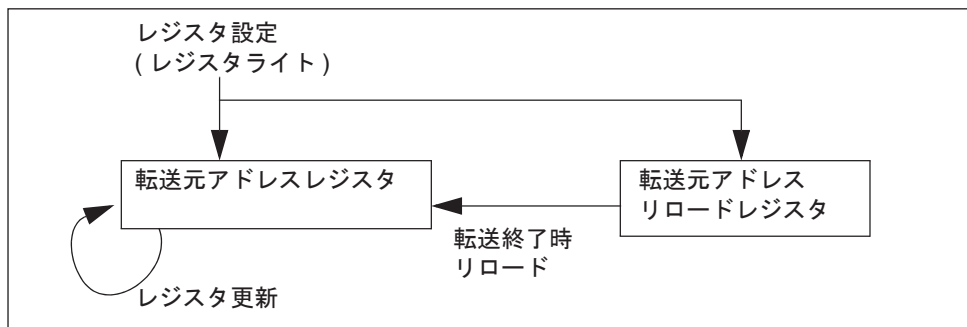 レジスタ設定
( レジスタライト )
転送元アドレスレジスタ
転送元アドレス
リロードレジスタ
転送終了時
リロード
レジスタ更新